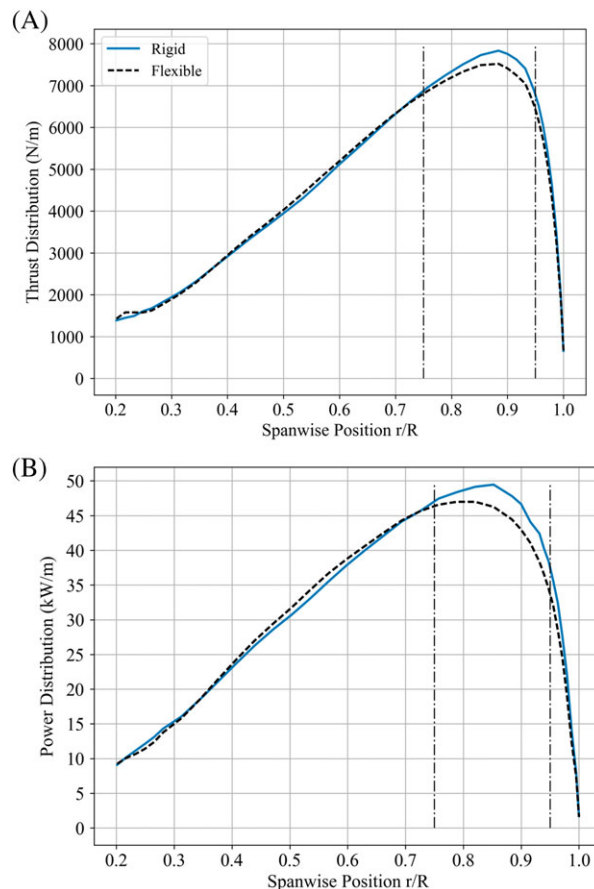 (A)
8000
7000
6000
5000
4000
3000
2000
1000
0
Thrust Distribution (N/m)
Rigid
Flexible
0.2 0.3 0.4 0.5 0.6 0.7 0.8 0.9 1.0
Spanwise Position r/R
(B)
50
45
40
35
30
25
20
15
10
5
0
Power Distribution (kW/m)
0.2 0.3 0.4 0.5 0.6 0.7 0.8 0.9 1.0
Spanwise Position r/R